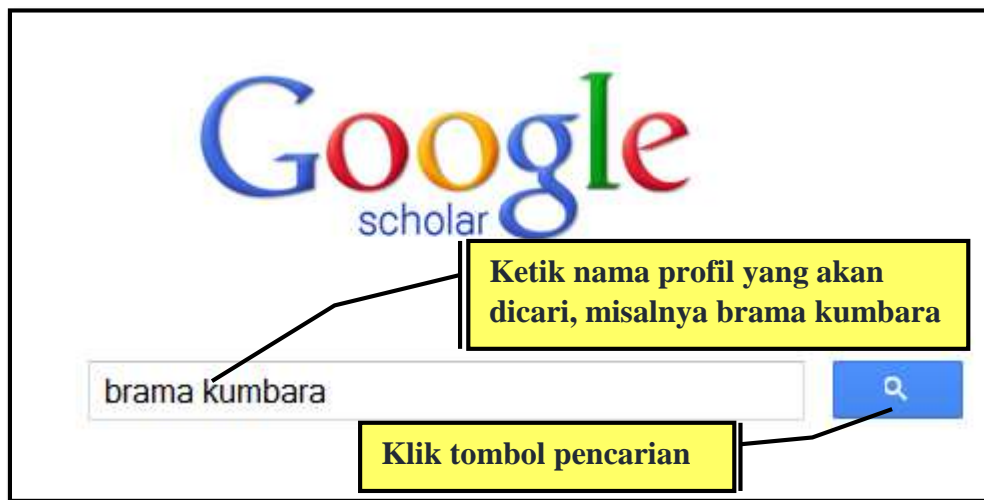 Google
scholar
Ketik nama profil yang akan
dicari, misalnya brama kumbara
brama kumbara
Klik tombol pencarian